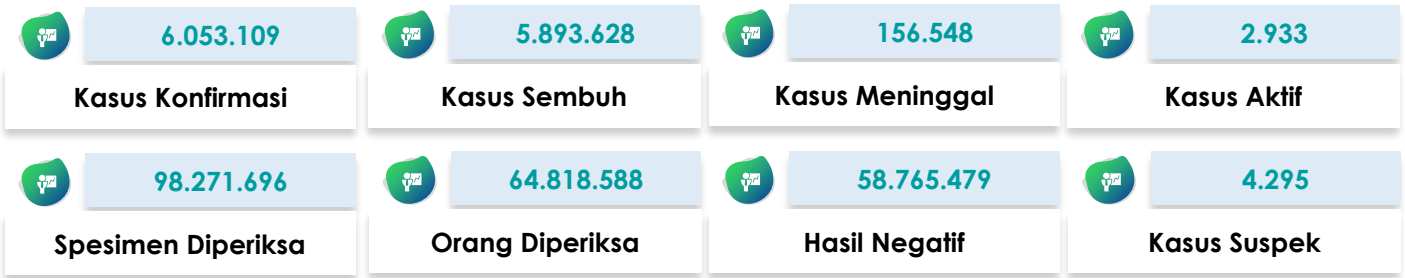 6.053.109
Kasus Konfirmasi
5.893.628
Kasus Sembuh
156.548
Kasus Meninggal
2.933
Kasus Aktif
98.271.696
Spesimen Diperiksa
64.818.588
Orang Diperiksa
58.765.479
Hasil Negatif
4.295
Kasus Suspek